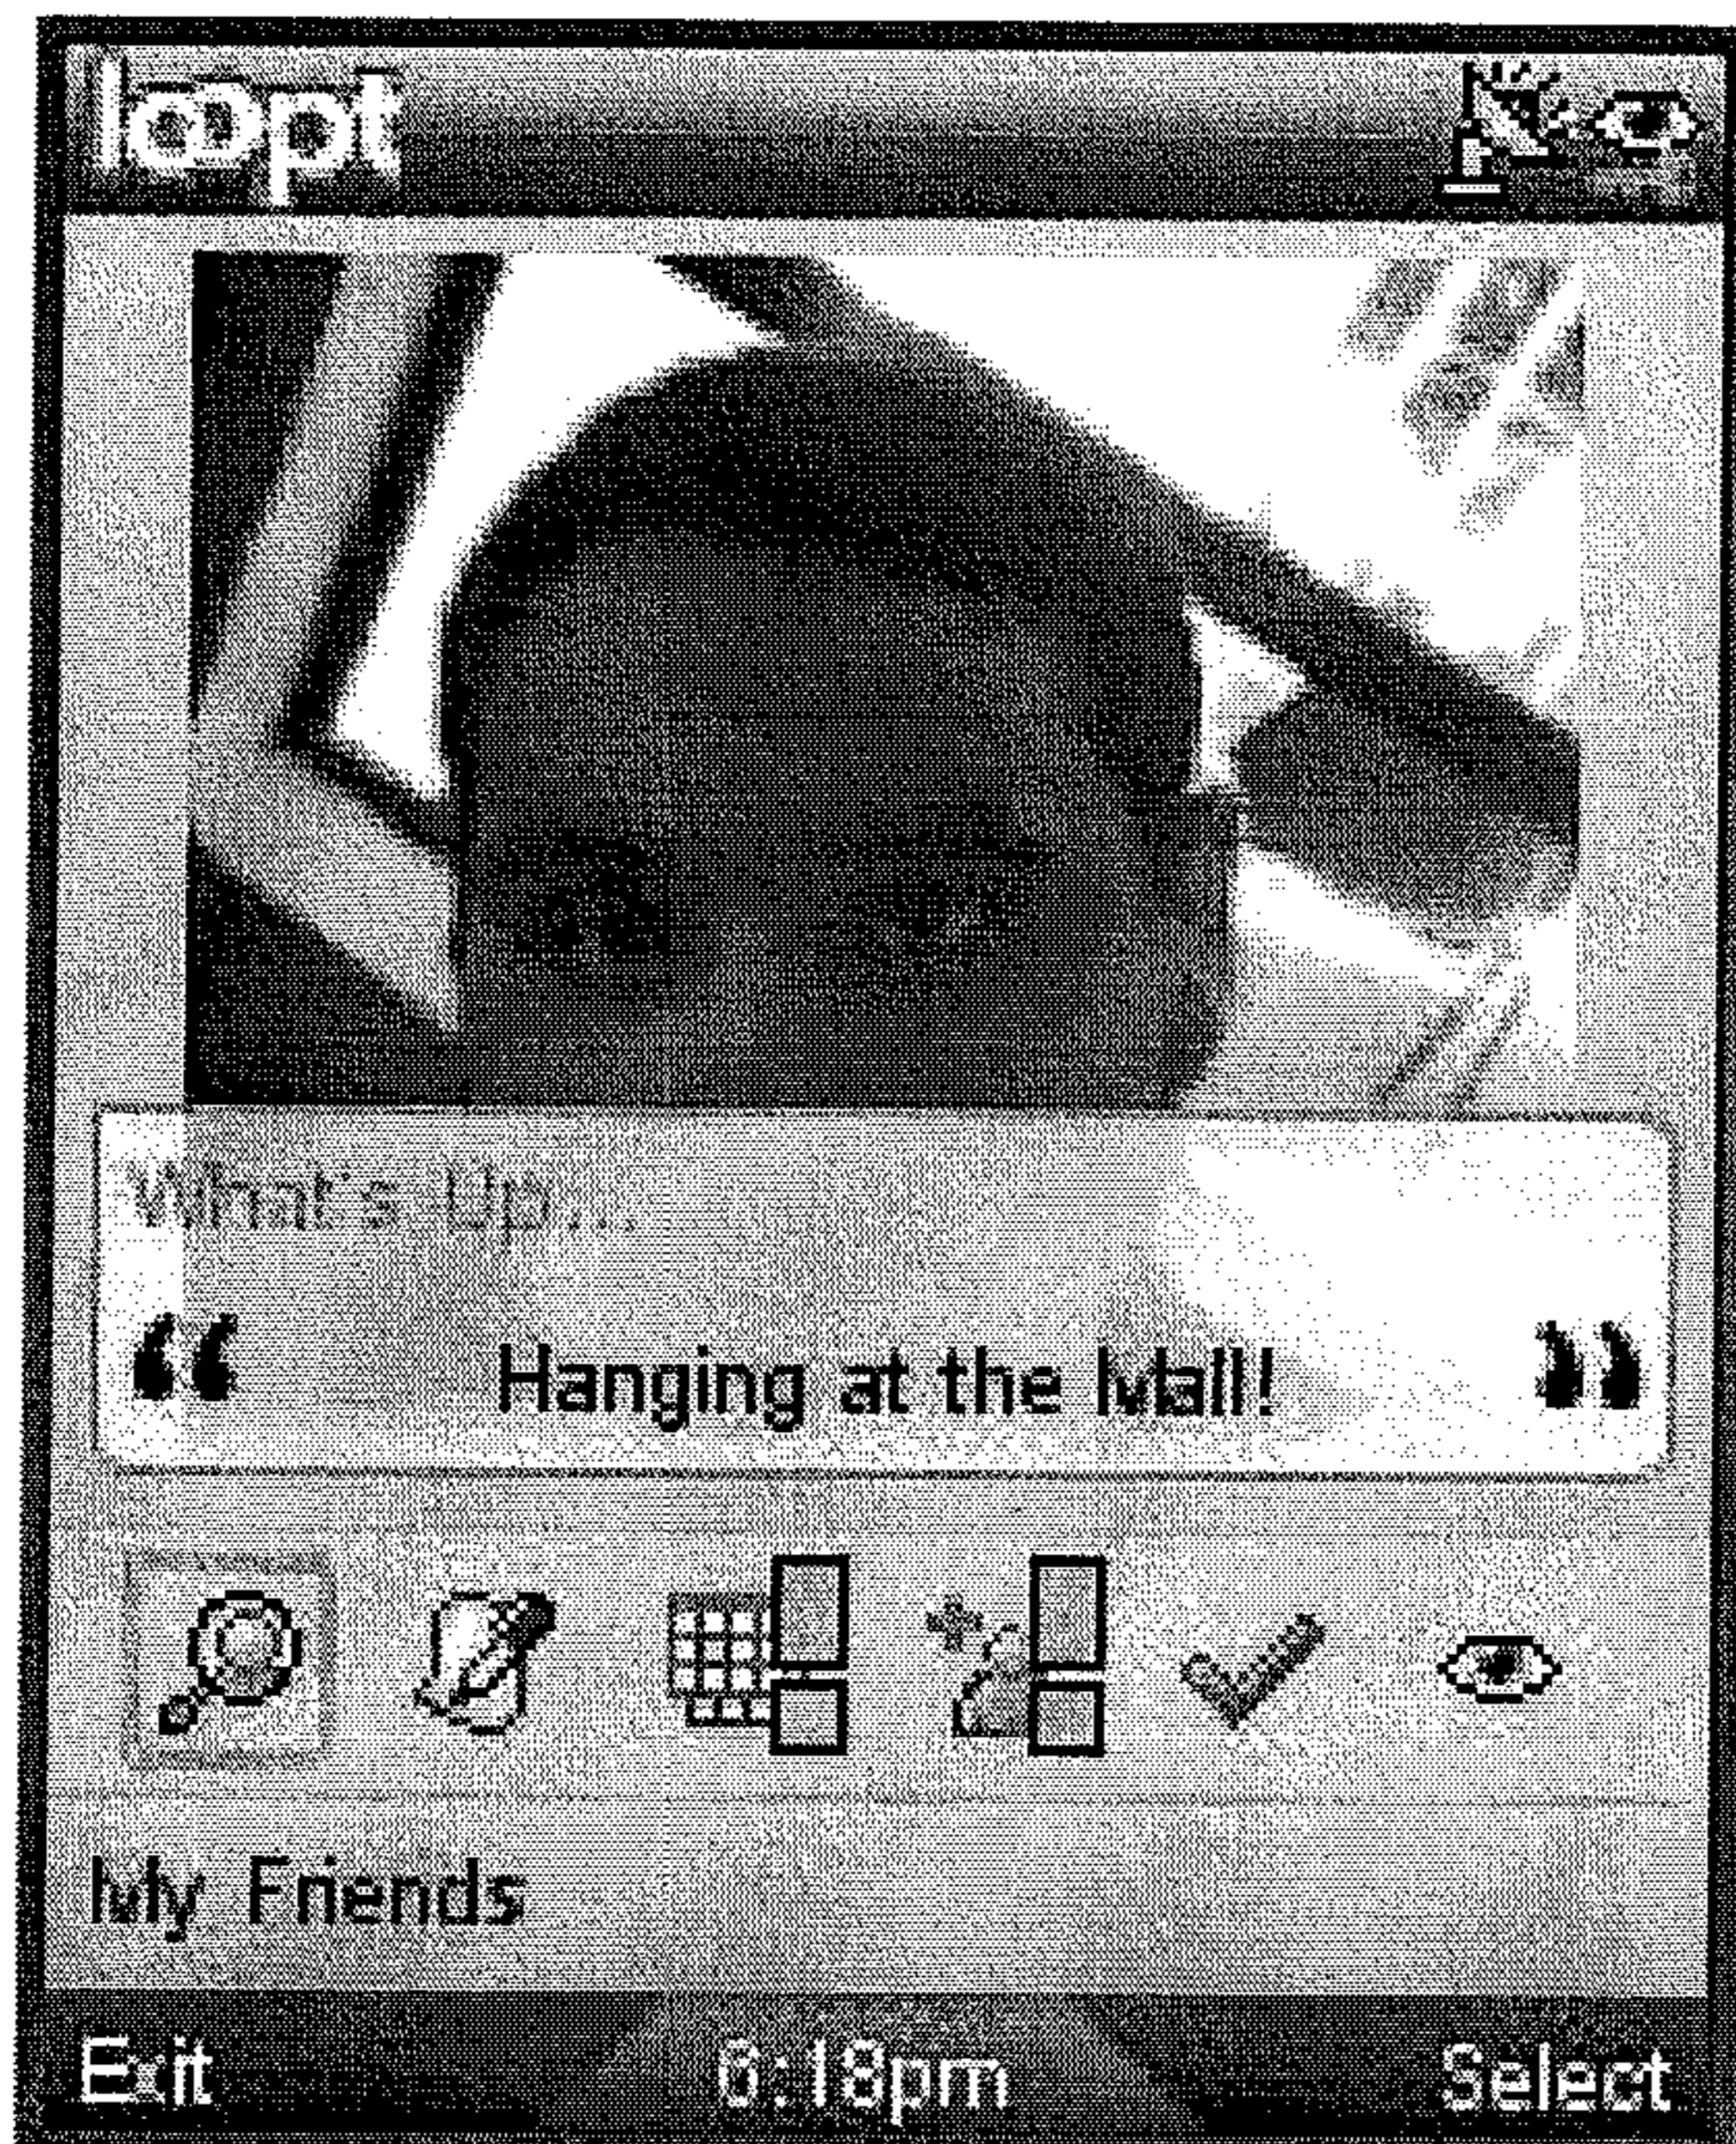 loopt
What's Up...
“ Hanging at the Mall! ”
My Friends
Exit 6:18pm Select